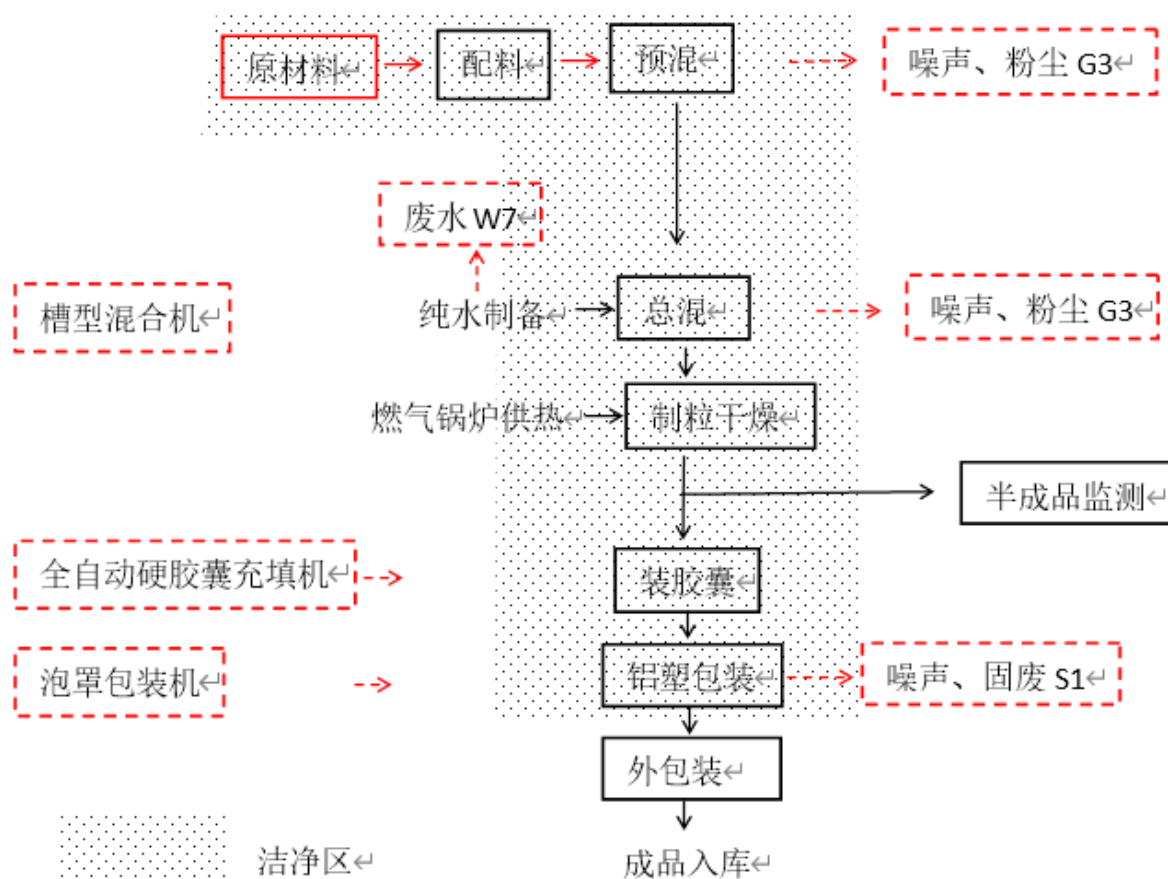 原材料↵
配料↵
预混↵
噪声、粉尘 G3↵
废水 W7↵
槽型混合机↵
纯水制备↵
总混↵
噪声、粉尘 G3↵
燃气锅炉供热↵
制粒干燥↵
半成品监测↵
全自动硬胶囊充填机↵
装胶囊↵
泡罩包装机↵
铝塑包装↵
噪声、固废 S1↵
外包装↵
洁净区↵
成品入库↵